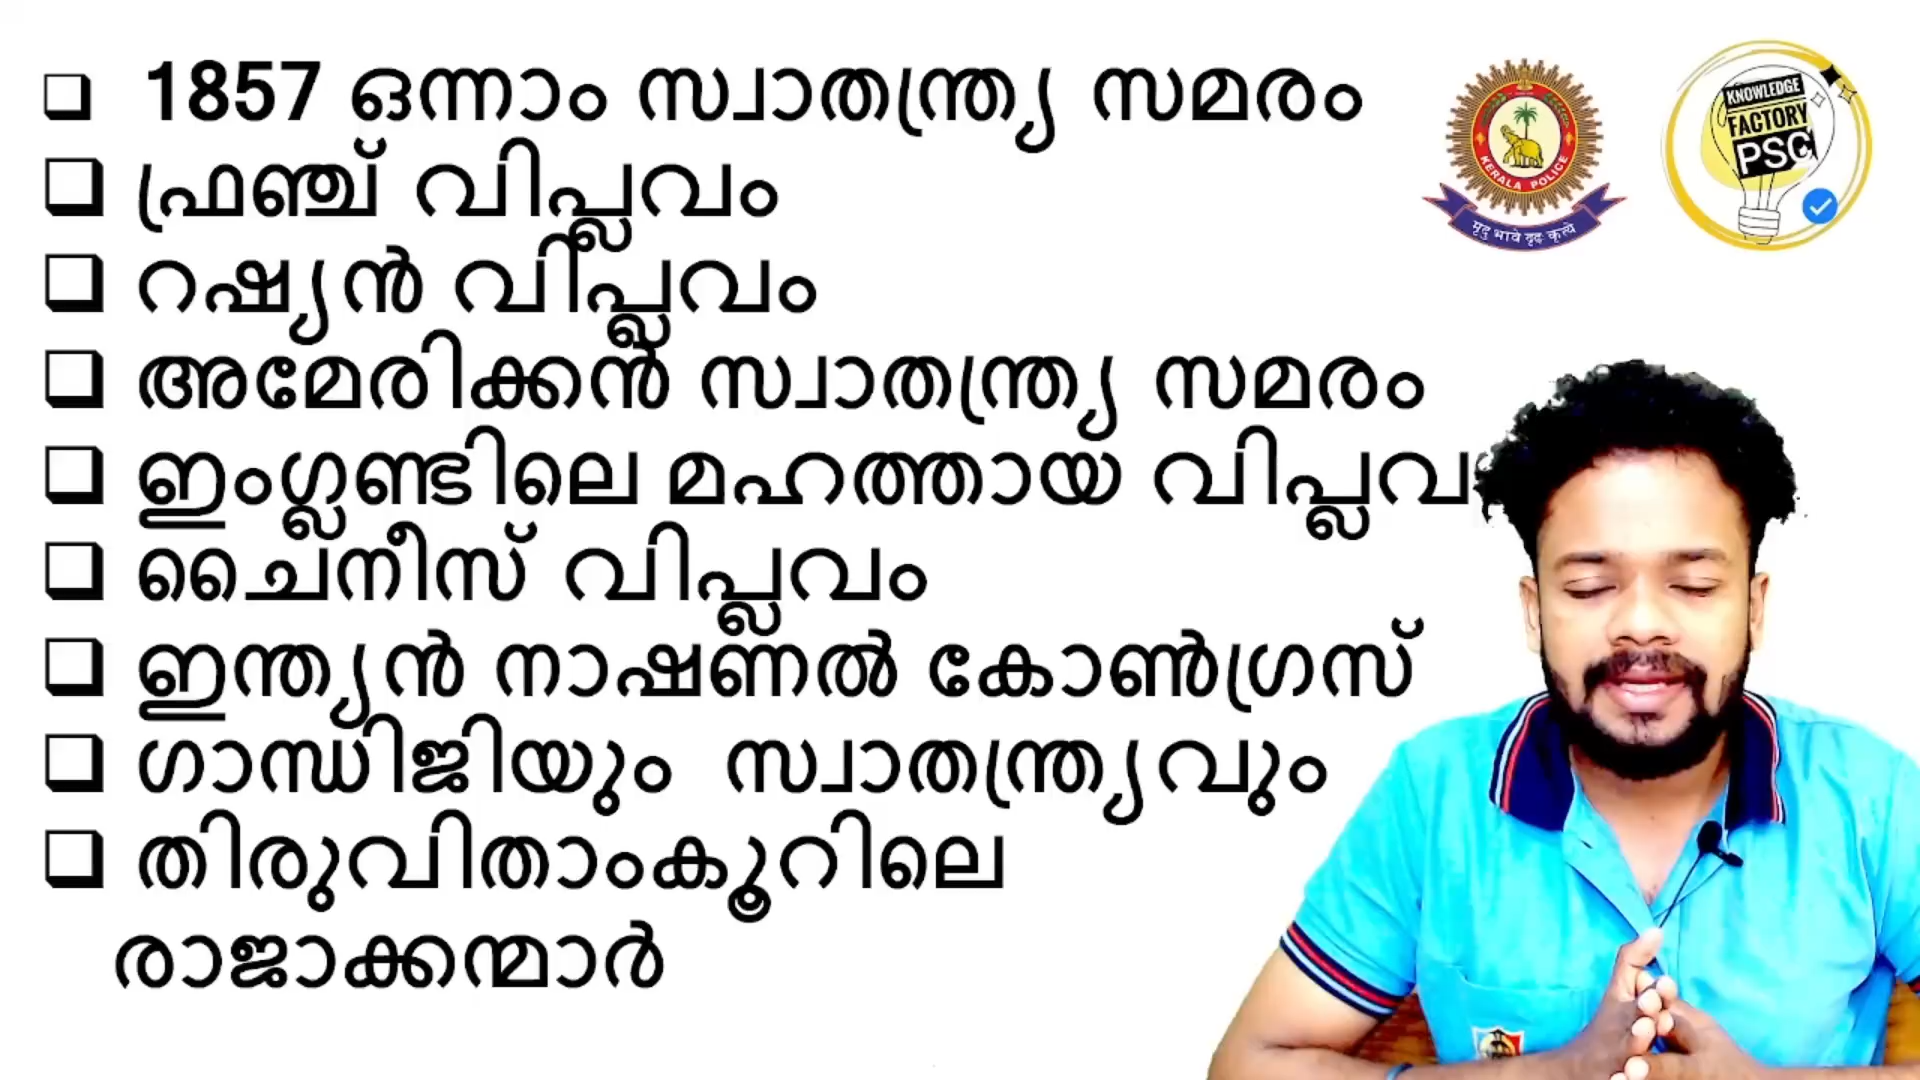 1857 ഒന്നാം സ്വാതന്ത്ര്യ സമരം
ഫ്രഞ്ച് വിപ്ലവം
റഷ്യൻ വിപ്ലവം
അമേരിക്കൻ സ്വാതന്ത്ര്യ സമരം
ഇംഗ്ലണ്ടിലെ മഹത്തായ വിപ്ലവ
ചൈനീസ് വിപ്ലവം
ഇന്ത്യൻ നാഷണൽ കോൺഗ്രസ്
ഗാന്ധിജിയും സ്വാതന്ത്ര്യവും
തിരുവിതാംകൂറിലെ
രാജാക്കന്മാർ
KERALA POLICE
मृदु भावे दृढ कृत्ये
KNOWLEDGE
FACTORY
PSC